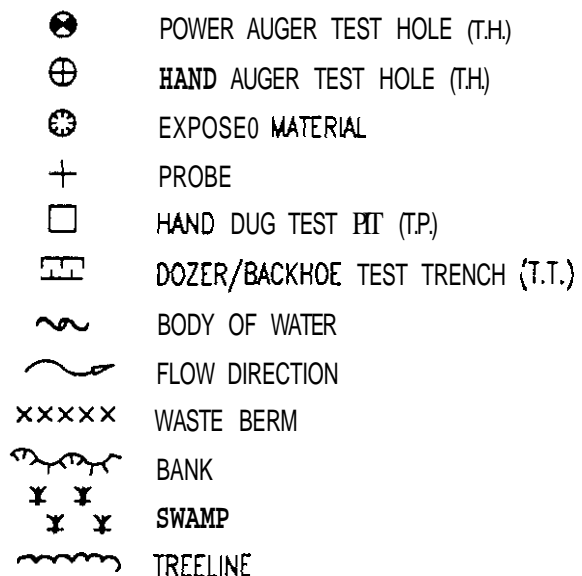 POWER AUGER TEST HOLE (T.H.)
HAND AUGER TEST HOLE (T.H.)
EXPOSE0 MATERIAL
PROBE
HAND DUG TEST PIT (T.P.)
DOZER/BACKHOE TEST TRENCH (T.T.)
BODY OF WATER
FLOW DIRECTION
WASTE BERM
BANK
SWAMP
TREELINE